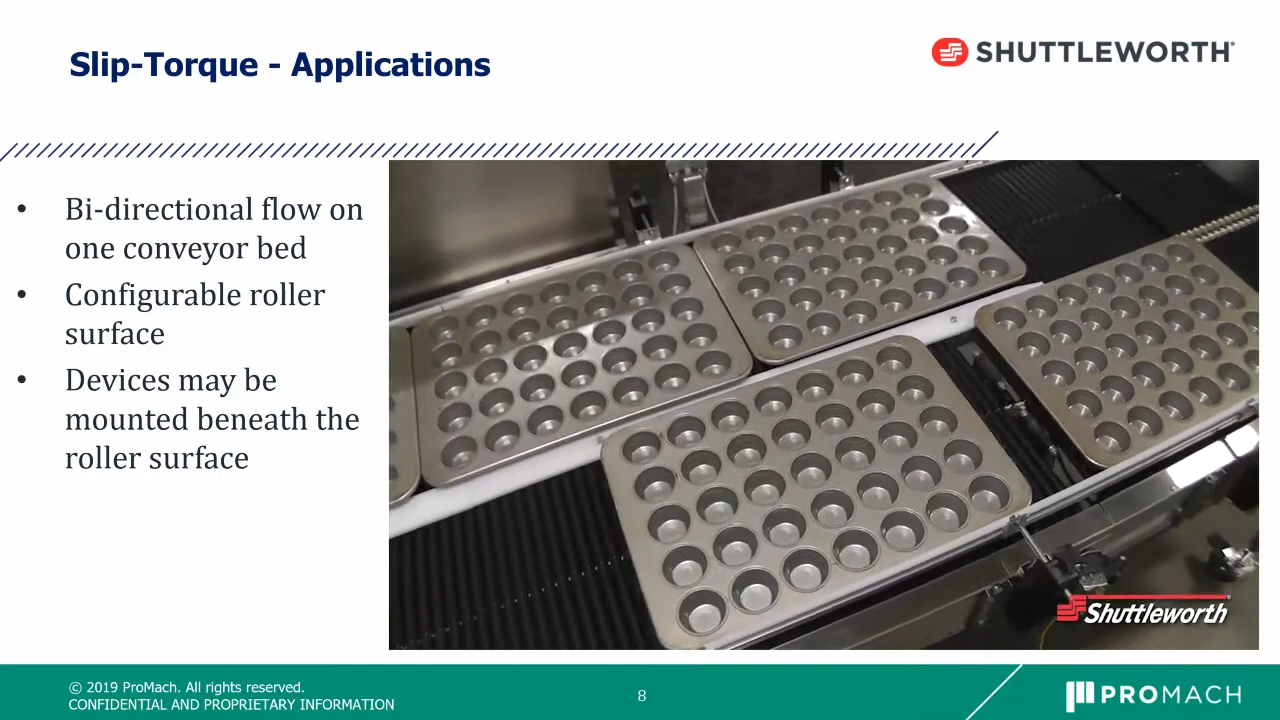 Slip-Torque - Applications
SHUTTLEWORTH
• Bi-directional flow on
one conveyor bed
• Configurable roller
surface
• Devices may be
mounted beneath the
roller surface
Shuttleworth
© 2019 ProMach. All rights reserved.
CONFIDENTIAL AND PROPRIETARY INFORMATION
8
PROMACH